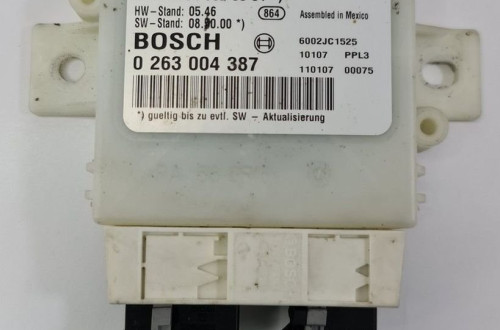 HW-Stand: 05.46
SW-Stand: 08.00.00 *)
864
Assembled in Mexico
BOSCH
6002JC1525
0 263 004 387
10107 PPL3
110107 00075
*) gueltig bis zu evtl. SW - Aktualisierung